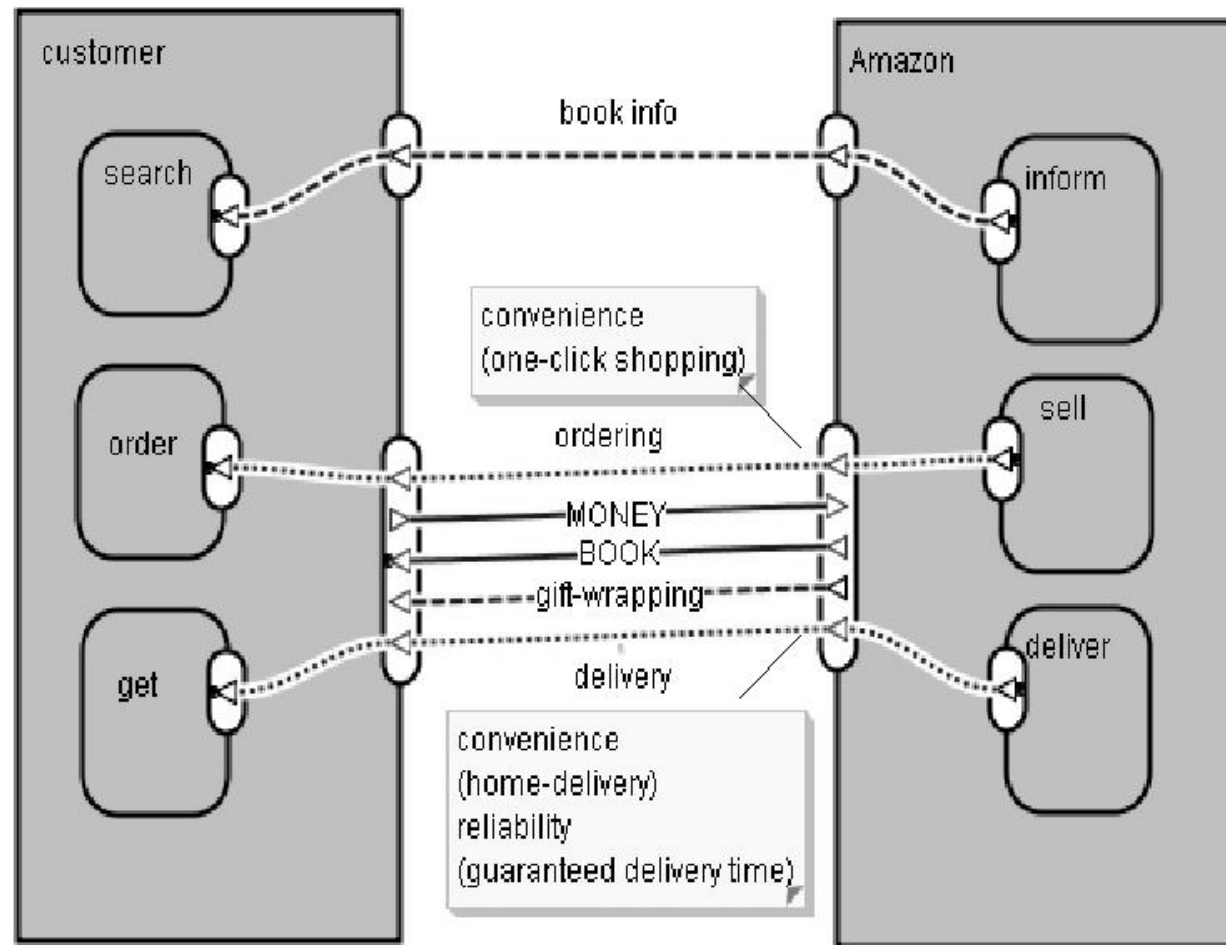 customer
Amazon
book info
search
inform
convenience
(one-click shopping)
sell
order
ordering
MONEY
BOOK
gift-wrapping
get
deliver
delivery
convenience
(home-delivery)
reliability
(guaranteed delivery time)